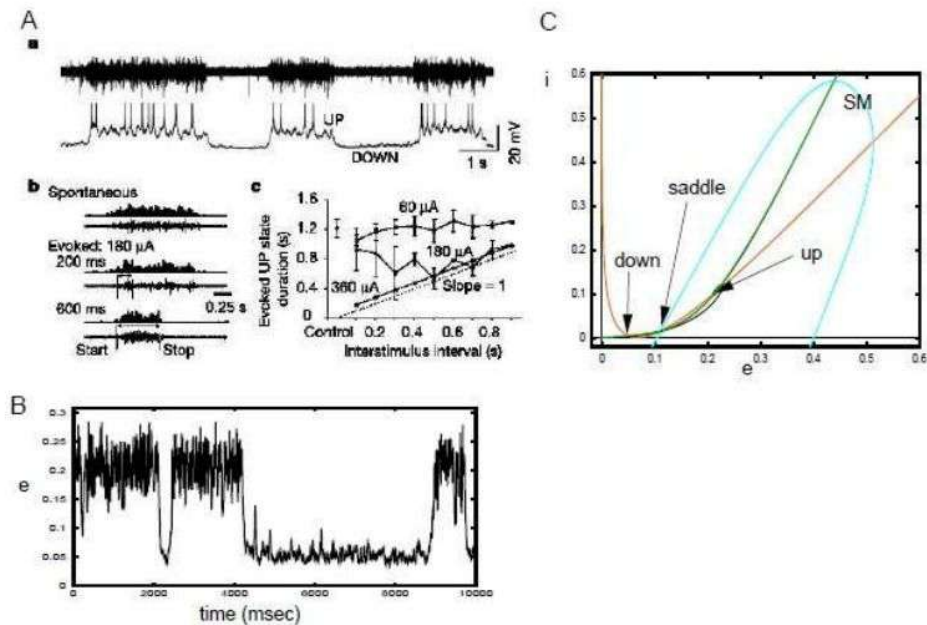 A
a
UP
DOWN
1 s
20 mV
b
Spontaneous
Evoked: 180 µA
200 ms
0.25 s
600 ms
Start Stop
c
Evoked UP state
duration (s)
1.6
1.2
0.8
0.4
0
60 µA
180 µA
360 µA
Slope = 1
Control 0.2 0.4 0.6 0.8
Interstimulus interval (s)
B
e
0.3
0.25
0.2
0.15
0.1
0.05
0
0 2000 4000 6000 8000 10000
time (msec)
C
i
0.6
0.5
0.4
0.3
0.2
0.1
0
SM
saddle
down
up
0 0.1 0.2 0.3 0.4 0.5 0.6
e